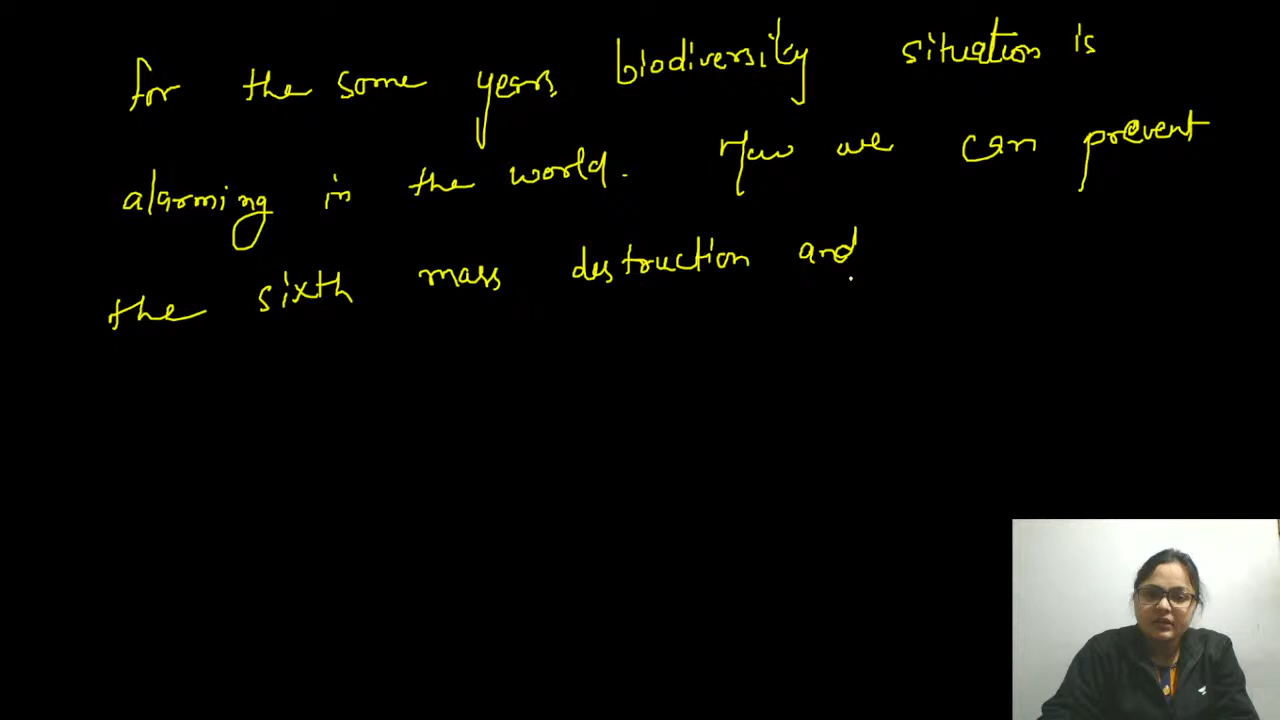 for the some years, biodiversity situation is
alarming in the world. How we can prevent
the sixth mass destruction and